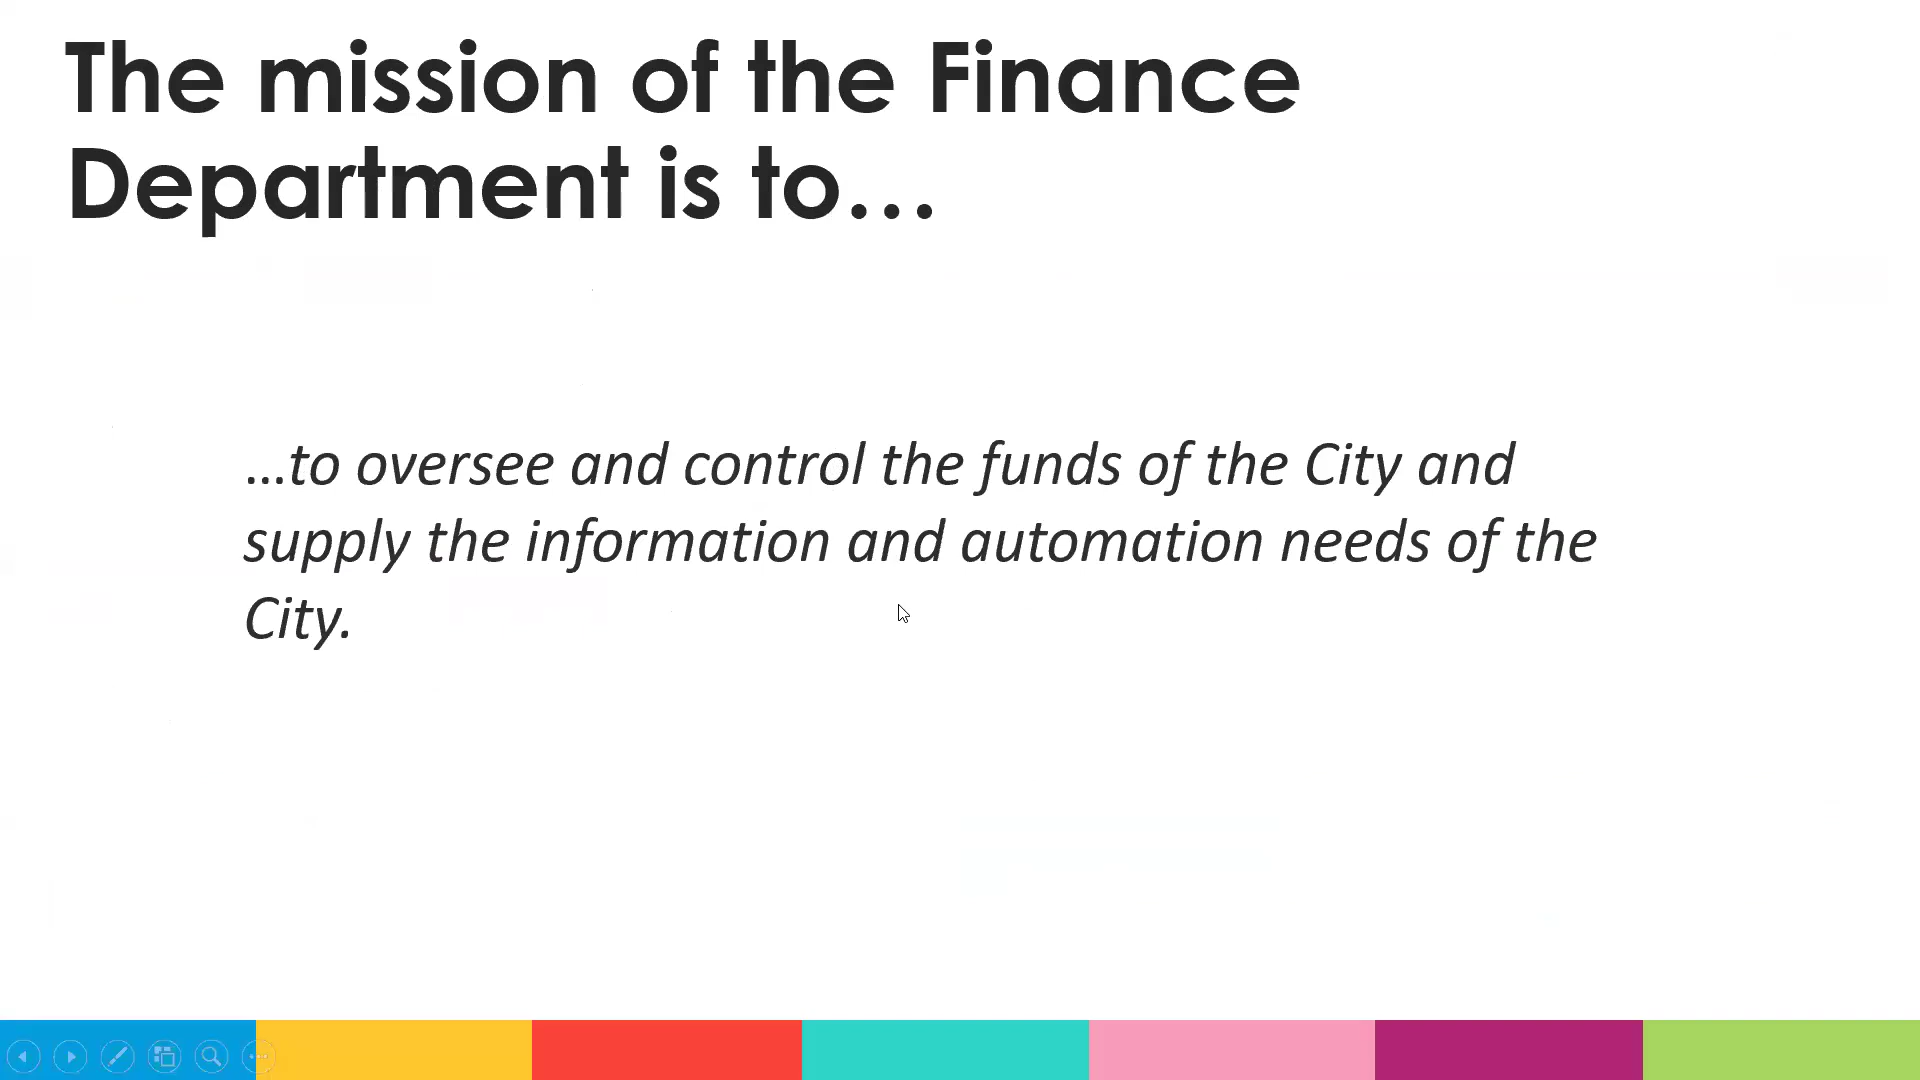 The mission of the Finance
Department is to…
…to oversee and control the funds of the City and
supply the information and automation needs of the
City.